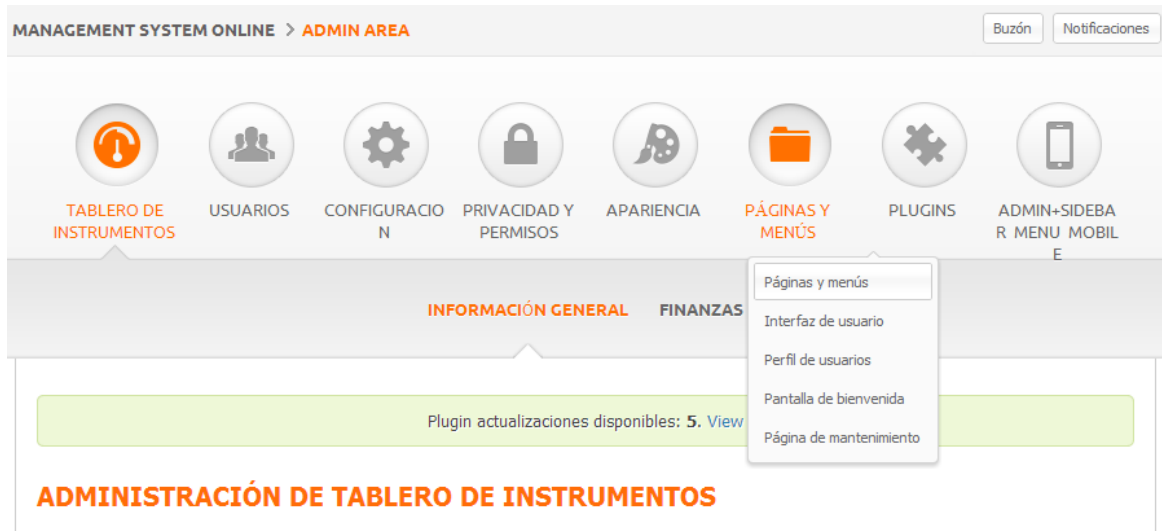 MANAGEMENT SYSTEM ONLINE > ADMIN AREA
Buzón
Notificaciones
TABLERO DE
INSTRUMENTOS
USUARIOS
CONFIGURACIO
N
PRIVACIDAD Y
PERMISOS
APARIENCIA
PÁGINAS Y
MENÚS
PLUGINS
ADMIN+SIDEBA
R MENU MOBIL
E
INFORMACIÓN GENERAL
FINANZAS
Páginas y menús
Interfaz de usuario
Perfil de usuarios
Pantalla de bienvenida
Página de mantenimiento
Plugin actualizaciones disponibles: 5. View
ADMINISTRACIÓN DE TABLERO DE INSTRUMENTOS